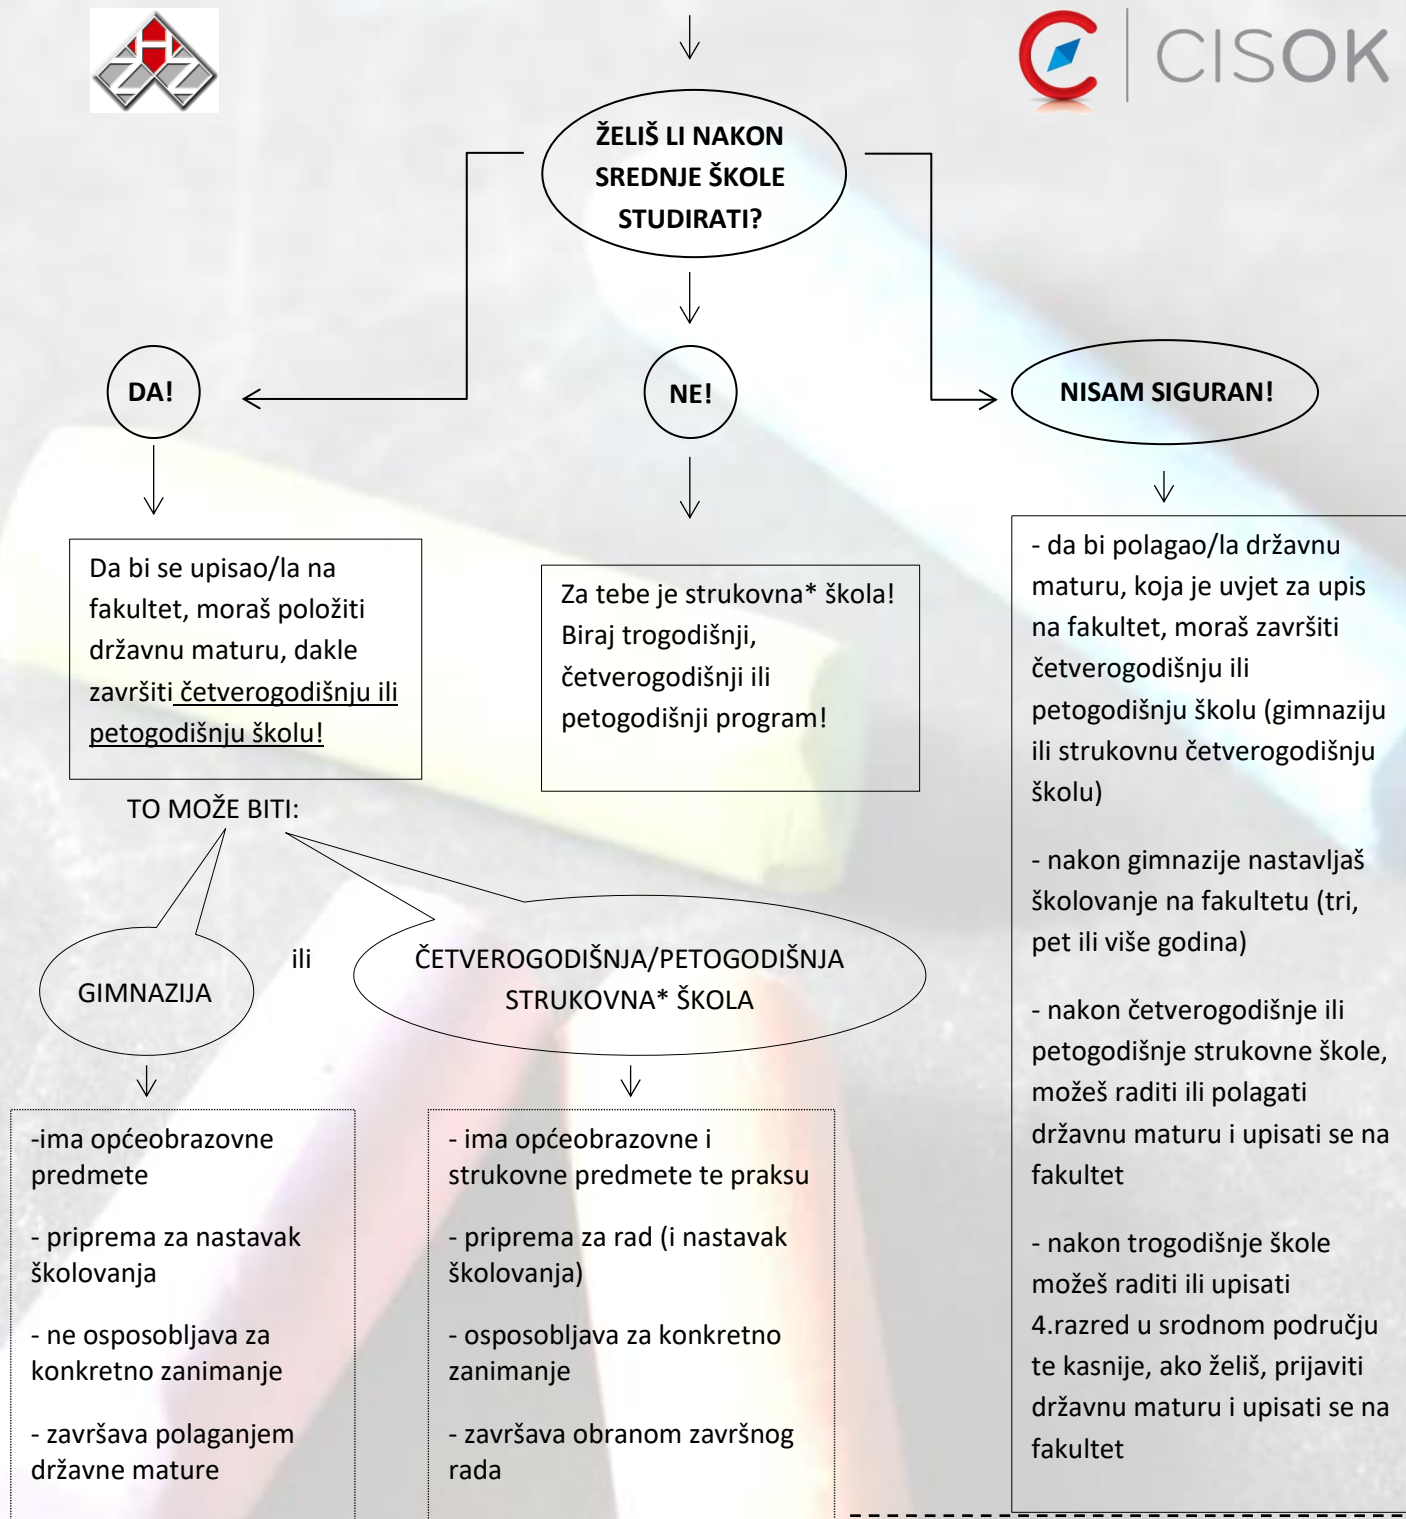 HZZ
CISOK
ŽELIŠ LI NAKON
SREDNJE ŠKOLE
STUDIRATI?
DA!
NE!
NISAM SIGURAN!
Da bi se upisao/la na
fakultet, moraš položiti
državnu maturu, dakle
završiti četverogodišnju ili
petogodišnju školu!
Za tebe je strukovna* škola!
Biraj trogodišnji,
četverogodišnji ili
petogodišnji program!
- da bi polagao/la državnu
maturu, koja je uvjet za upis
na fakultet, moraš završiti
četverogodišnju ili
petogodišnju školu (gimnaziju
ili strukovnu četverogodišnju
školu)
- nakon gimnazije nastavljaš
školovanje na fakultetu (tri,
pet ili više godina)
- nakon četverogodišnje ili
petogodišnje strukovne škole,
možeš raditi ili polagati
državnu maturu i upisati se na
fakultet
- nakon trogodišnje škole
možeš raditi ili upisati
4.razred u srodnom području
te kasnije, ako želiš, prijaviti
državnu maturu i upisati se na
fakultet
TO MOŽE BITI:
GIMNAZIJA
ili
ČETVEROGODIŠNJA/PETOGODIŠNJA
STRUKOVNA* ŠKOLA
-ima općeobrazovne
predmete
- priprema za nastavak
školovanja
- ne osposobljava za
konkretno zanimanje
- završava polaganjem
državne mature
- ima općeobrazovne i
strukovne predmete te praksu
- priprema za rad (i nastavak
školovanja)
- osposobljava za konkretno
zanimanje
- završava obranom završnog
rada